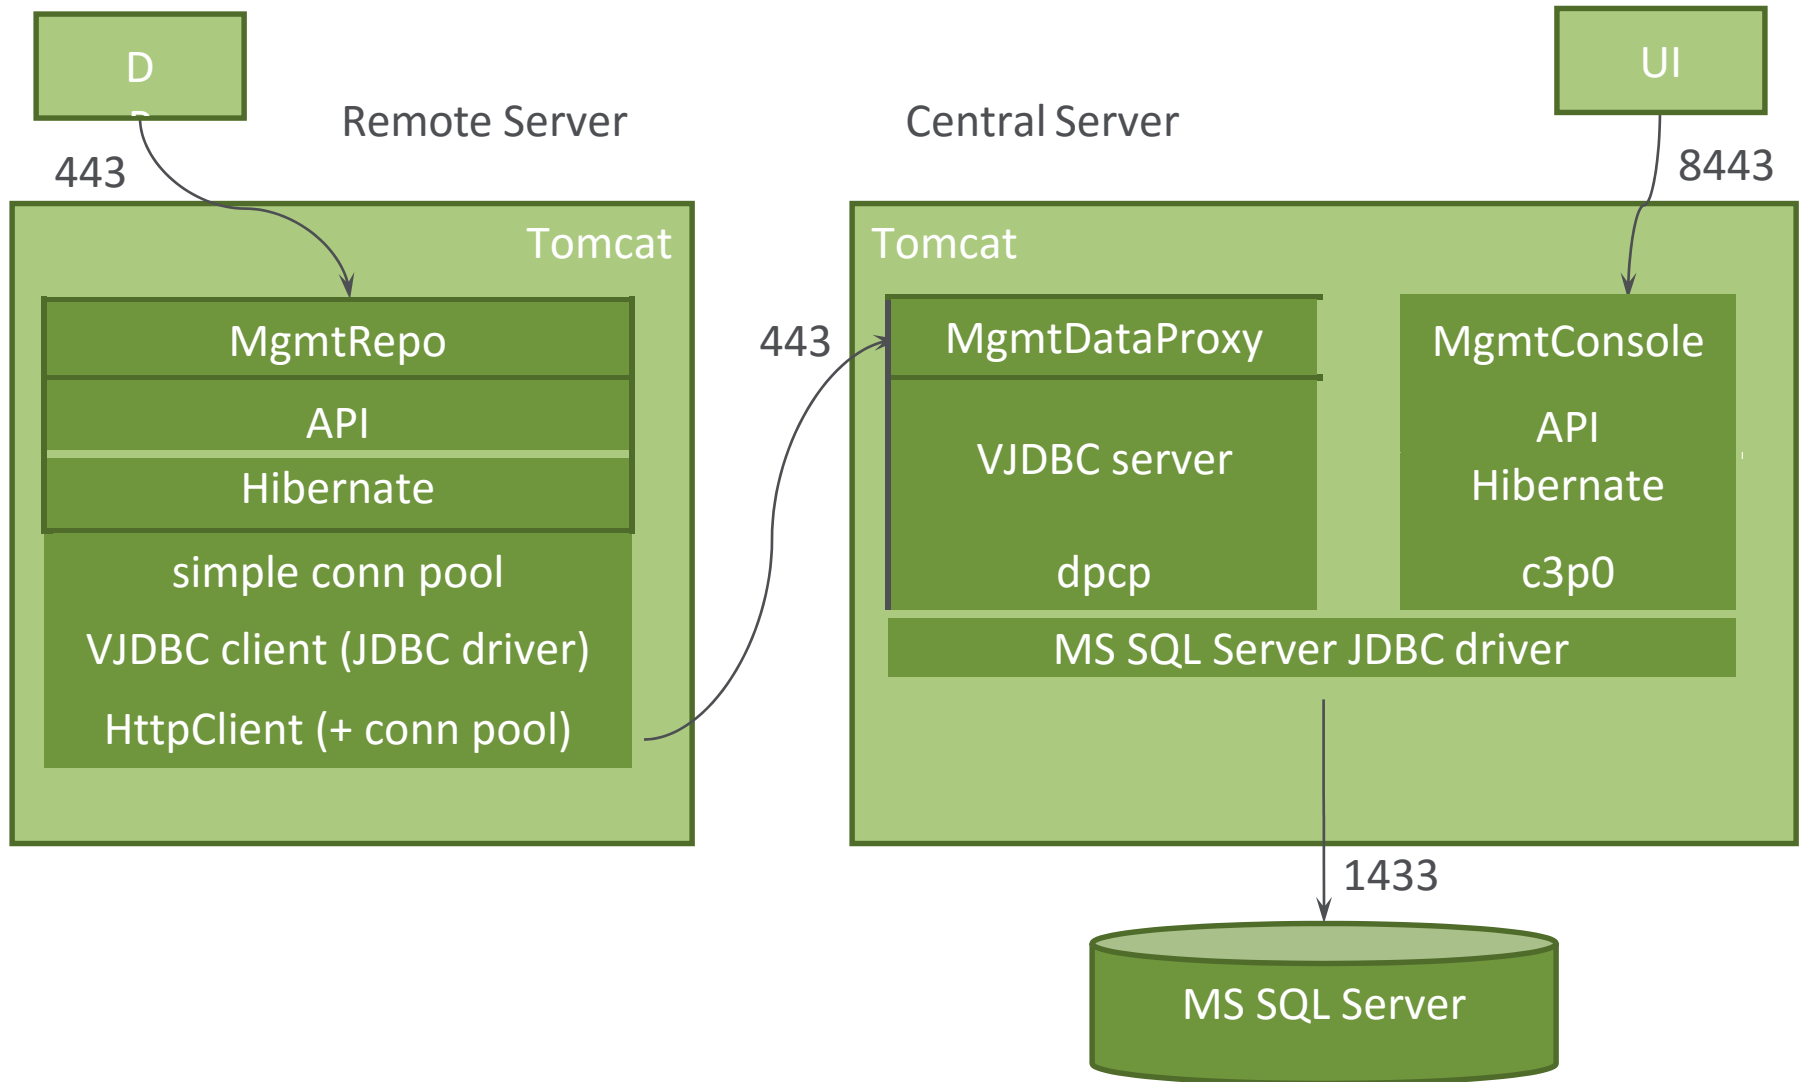 D
Remote Server
Central Server
UI
443
8443
Tomcat
MgmtRepo
API
Hibernate
simple conn pool
VJDBC client (JDBC driver)
HttpClient (+ conn pool)
443
Tomcat
MgmtDataProxy
VJDBC server
dpcp
MgmtConsole
API
Hibernate
c3p0
MS SQL Server JDBC driver
1433
MS SQL Server